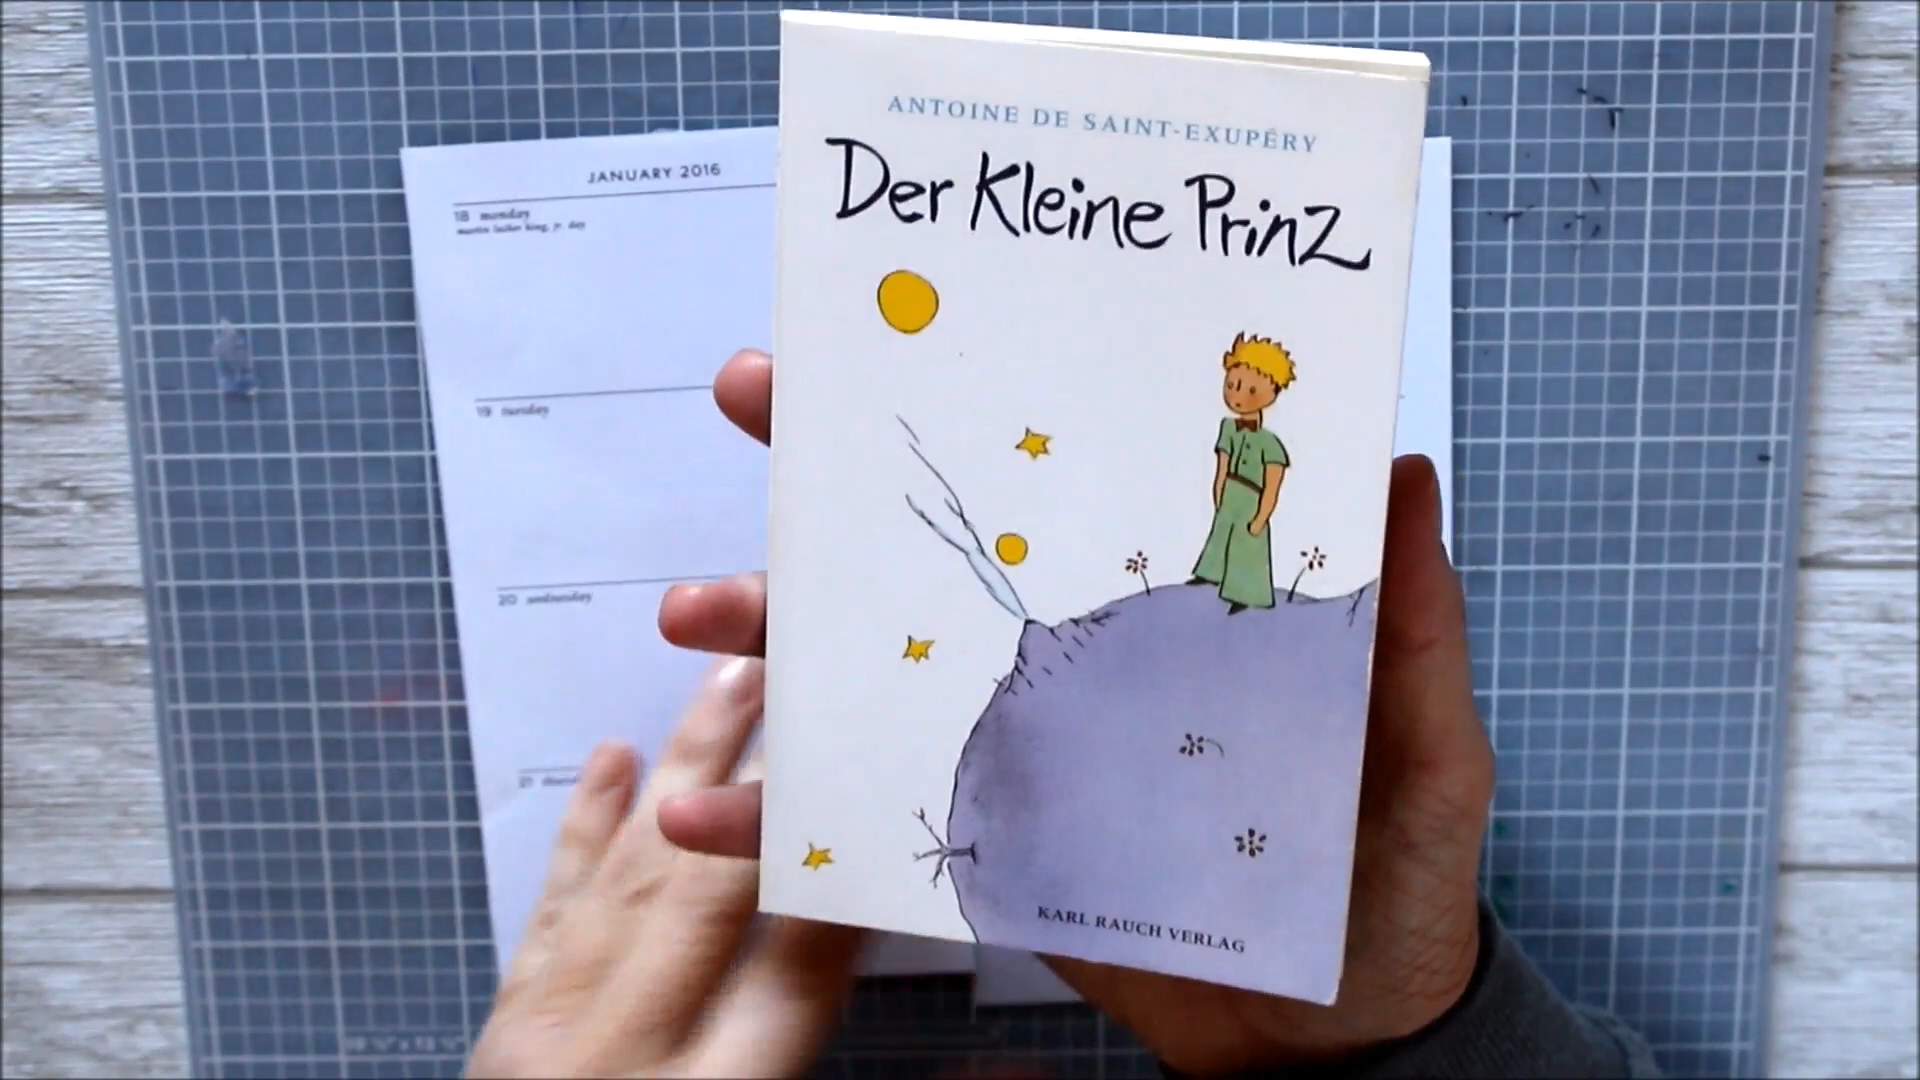 ANTOINE DE SAINT-EXUPÉRY
Der Kleine Prinz
KARL RAUCH VERLAG
JANUARY 2016
18 monday
martin luther king, jr. day
19 tuesday
20 wednesday
21